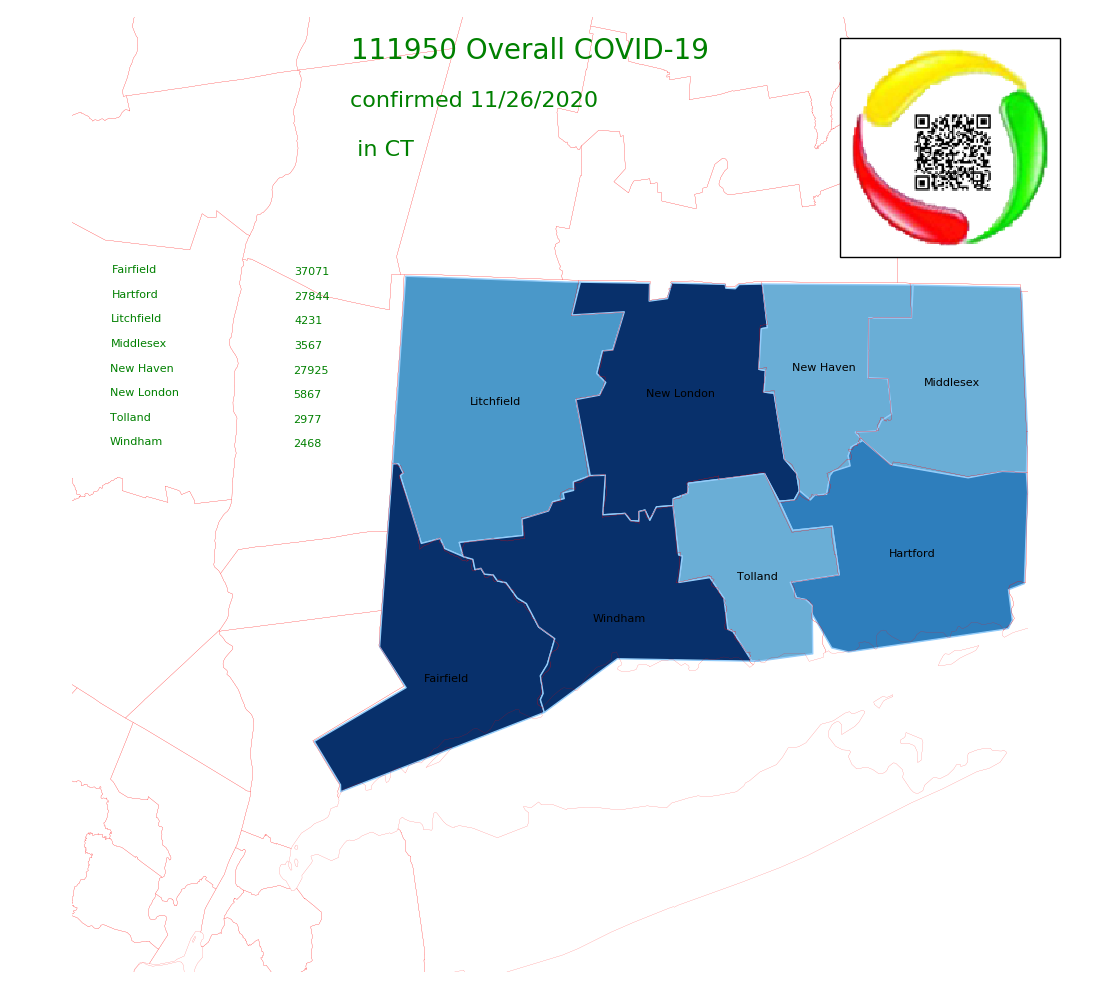 111950 Overall COVID-19
confirmed 11/26/2020
in CT
Fairfield 37071
Hartford 27844
Litchfield 4231
Middlesex 3567
New Haven 27925
New London 5867
Tolland 2977
Windham 2468
New Haven
Middlesex
New London
Litchfield
Hartford
Tolland
Windham
Fairfield